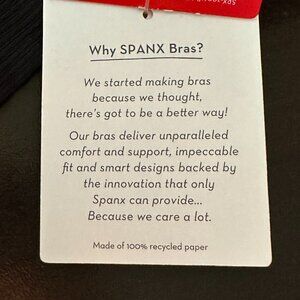 Why SPANX Bras?
We started making bras
because we thought,
there's got to be a better way!
Our bras deliver unparalleled
comfort and support, impeccable
fit and smart designs backed by
the innovation that only
Spanx can provide...
Because we care a lot.
Made of 100% recycled paper